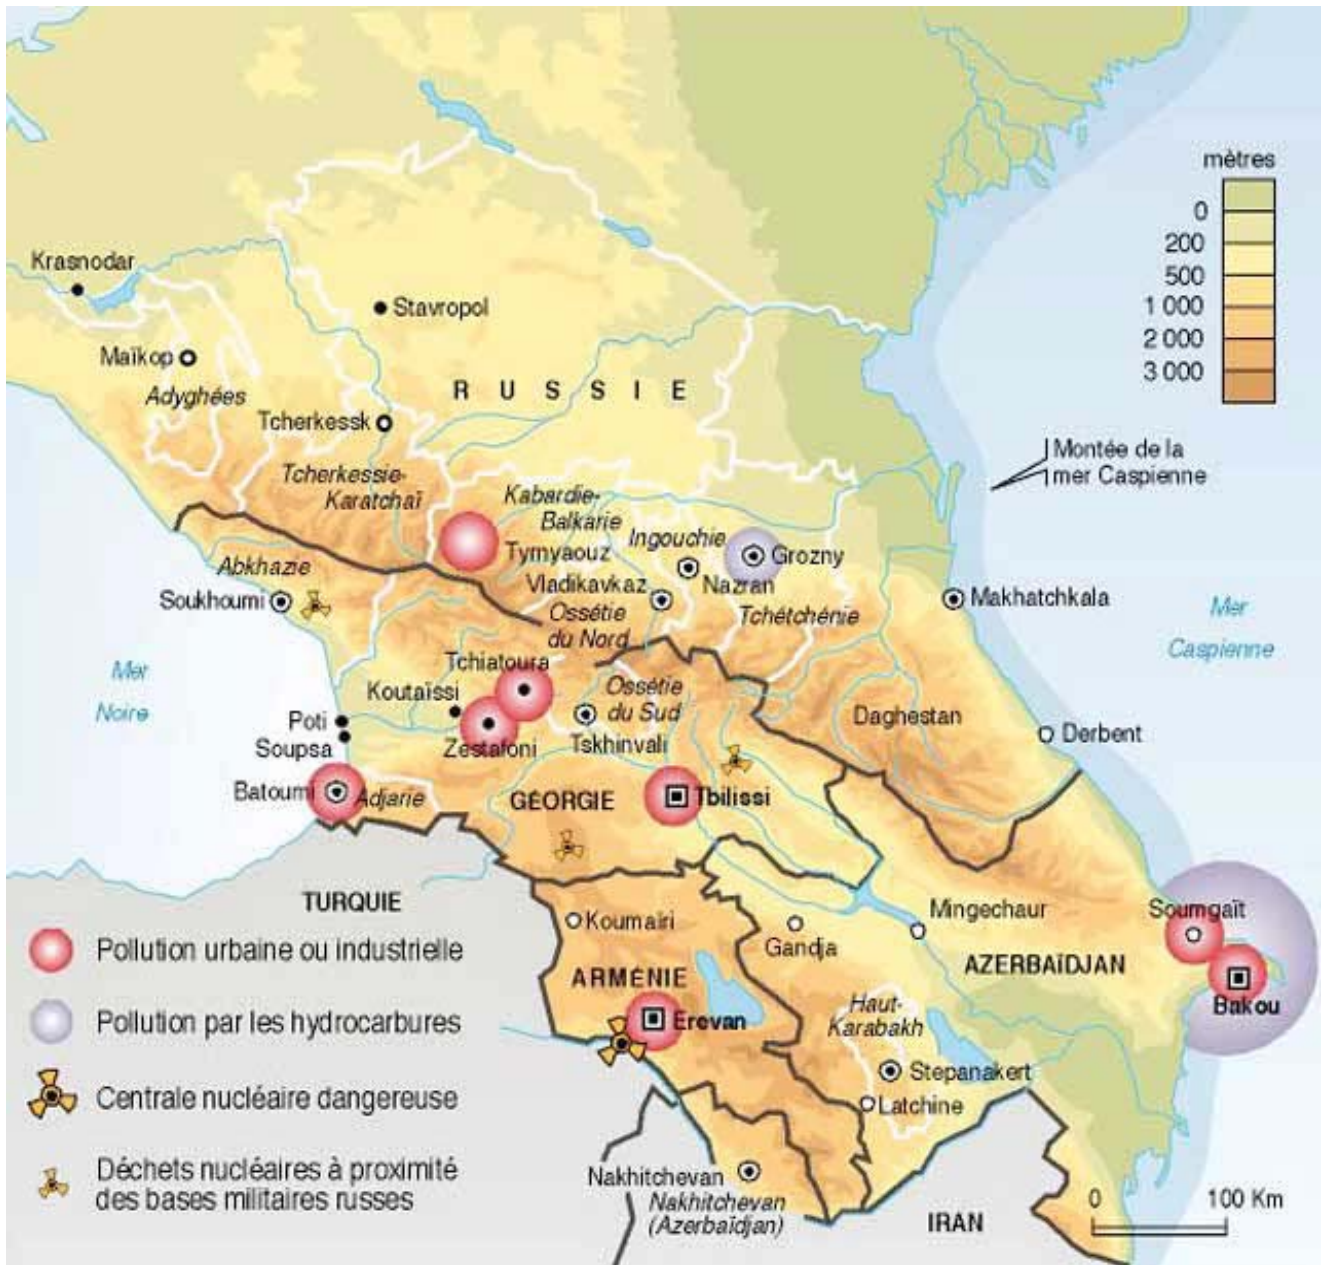 mètres
0
200
500
1 000
2 000
3 000
Krasnodar
Stavropol
Maïkop
Adyghées
RUSSIE
Tcherkessk
Montée de la
mer Caspienne
Tcherkessie-
Karatchaï
Kabardie-
Balkarie
Ingouchie
Tymyaouz
Grozny
Abkhazie
Nazran
Vladikavkaz
Soukhoumi
Makhatchkala
Ossétie
du Nord
Tchétchénie
Mer
Caspienne
Mer
Noire
Tchiatoura
Koutaïssi
Ossétie
du Sud
Poti
Soupsa
Zestafoni
Tskhinvali
Daghestan
Derbent
Batoumi
Adjarie
GÉORGIE
Tbilissi
TURQUIE
Koumaïri
Gandja
Mingechaur
Soumgaït
ARMÉNIE
AZERBAÏDJAN
Bakou
Haut-
Karabakh
Erevan
Stepanakert
Latchine
Nakhitchevan
Nakhitchevan
(Azerbaïdjan)
IRAN
0
100 Km
Pollution urbaine ou industrielle
Pollution par les hydrocarbures
Centrale nucléaire dangereuse
Déchets nucléaires à proximité
des bases militaires russes